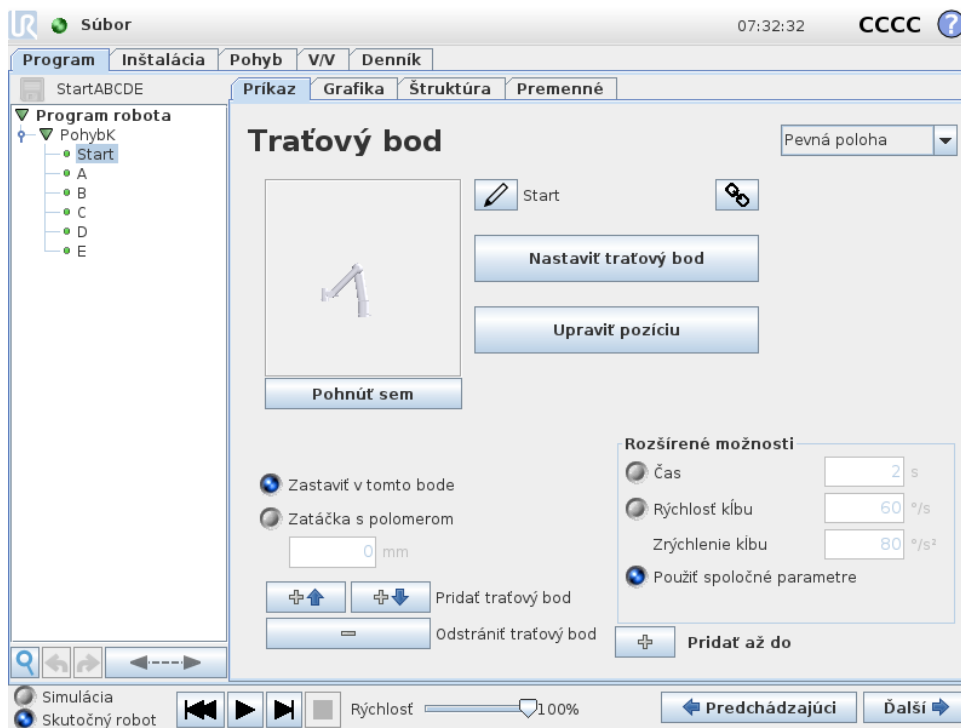 UR Súbor 07:32:32 CCCC ?
Program Inštalácia Pohyb V/V Denník
StartABCDE
Príkaz Grafika Štruktúra Premenné
Program robota
PohybK
Start
A
B
C
D
E
Traťový bod
Pevná poloha
Start
Nastaviť traťový bod
Upraviť pozíciu
Pohnúť sem
Zastaviť v tomto bode
Zatáčka s polomerom
0 mm
Pridať traťový bod
Odstrániť traťový bod
Rozšírené možnosti
Čas 2 s
Rýchlosť kĺbu 60 °/s
Zrýchlenie kĺbu 80 °/s²
Použiť spoločné parametre
Pridať až do
Simulácia
Skutočný robot
Rýchlosť 100%
Predchádzajúci
Ďalší